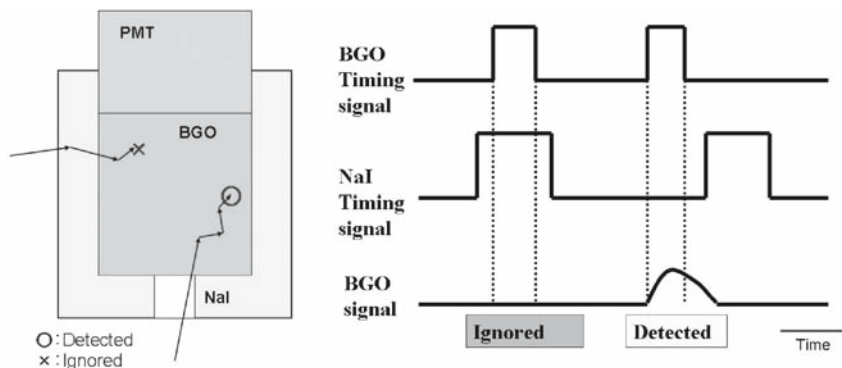 PMT
BGO
NaI
O : Detected
× : Ignored
BGO
Timing
signal
NaI
Timing
signal
BGO
signal
Ignored
Detected
Time